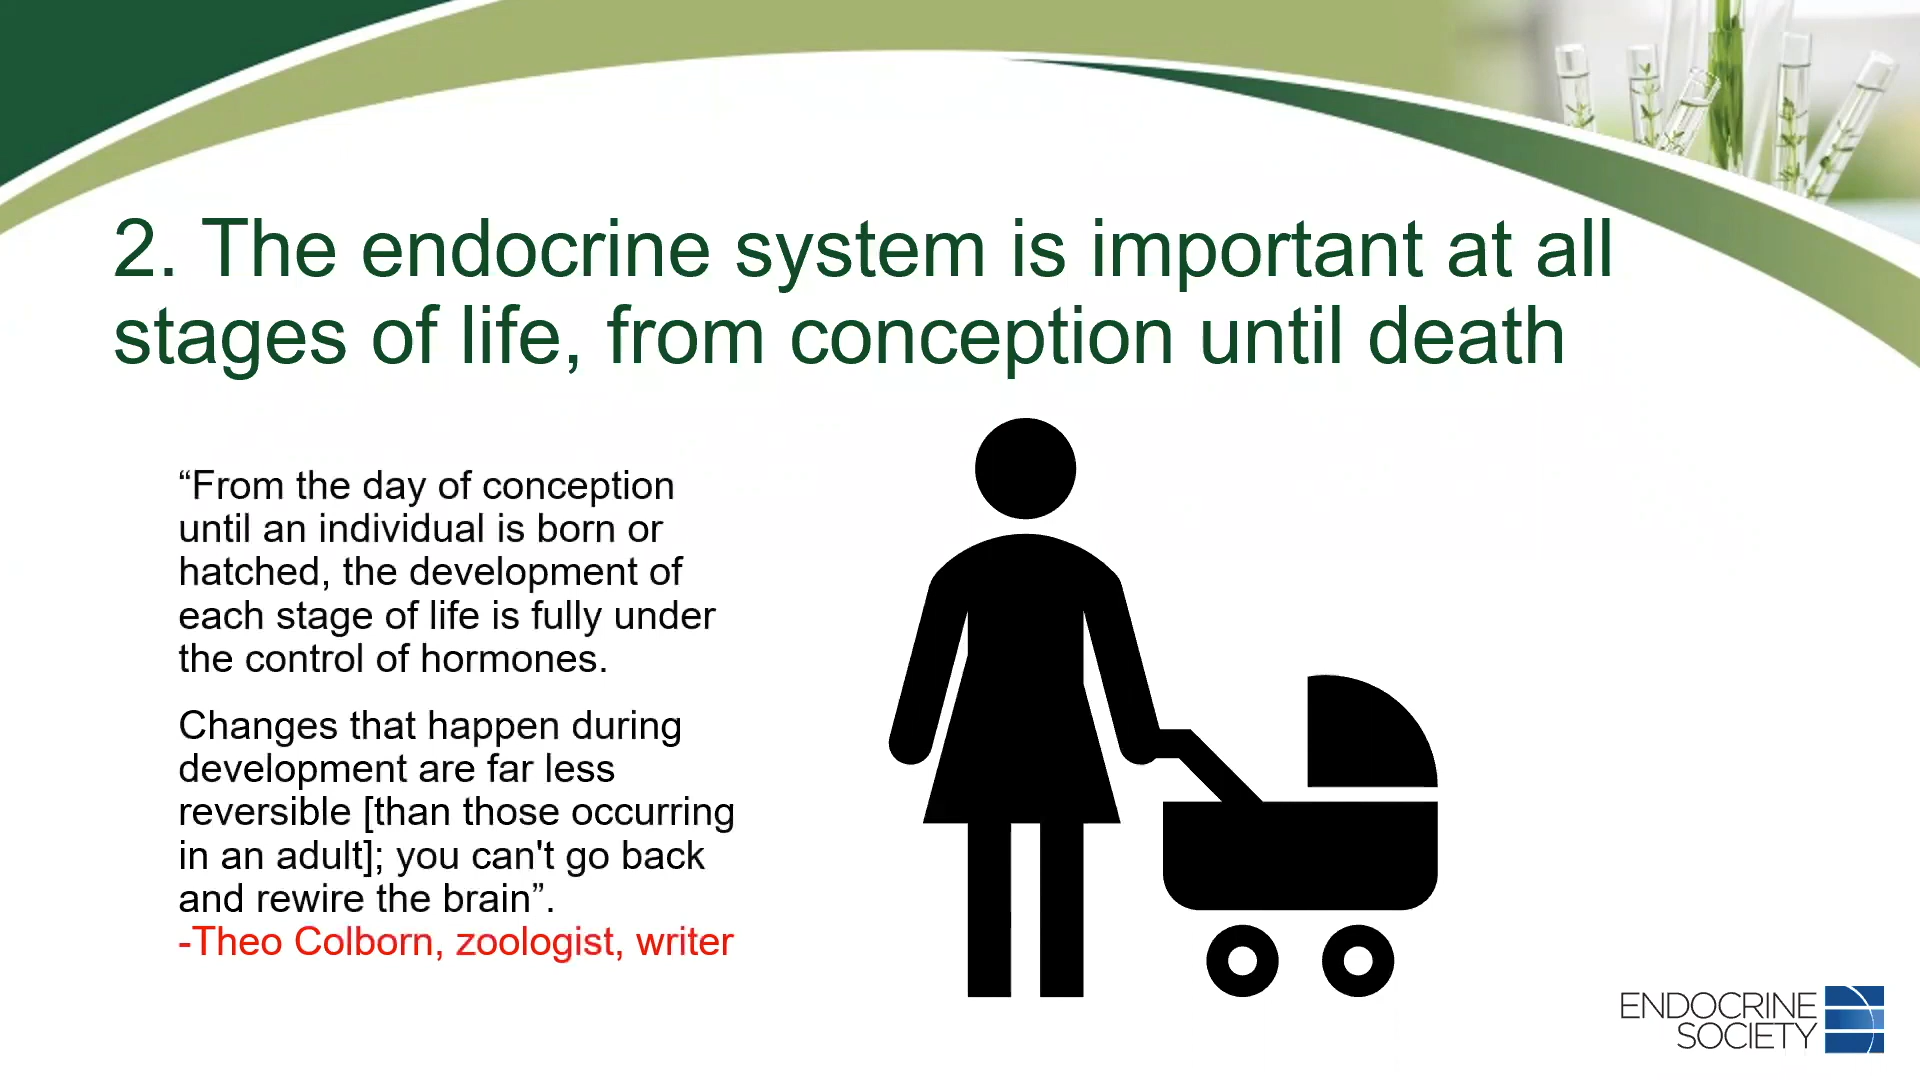 2. The endocrine system is important at all
stages of life, from conception until death
“From the day of conception
until an individual is born or
hatched, the development of
each stage of life is fully under
the control of hormones.
Changes that happen during
development are far less
reversible [than those occurring
in an adult]; you can't go back
and rewire the brain”.
-Theo Colborn, zoologist, writer
ENDOCRINE
SOCIETY